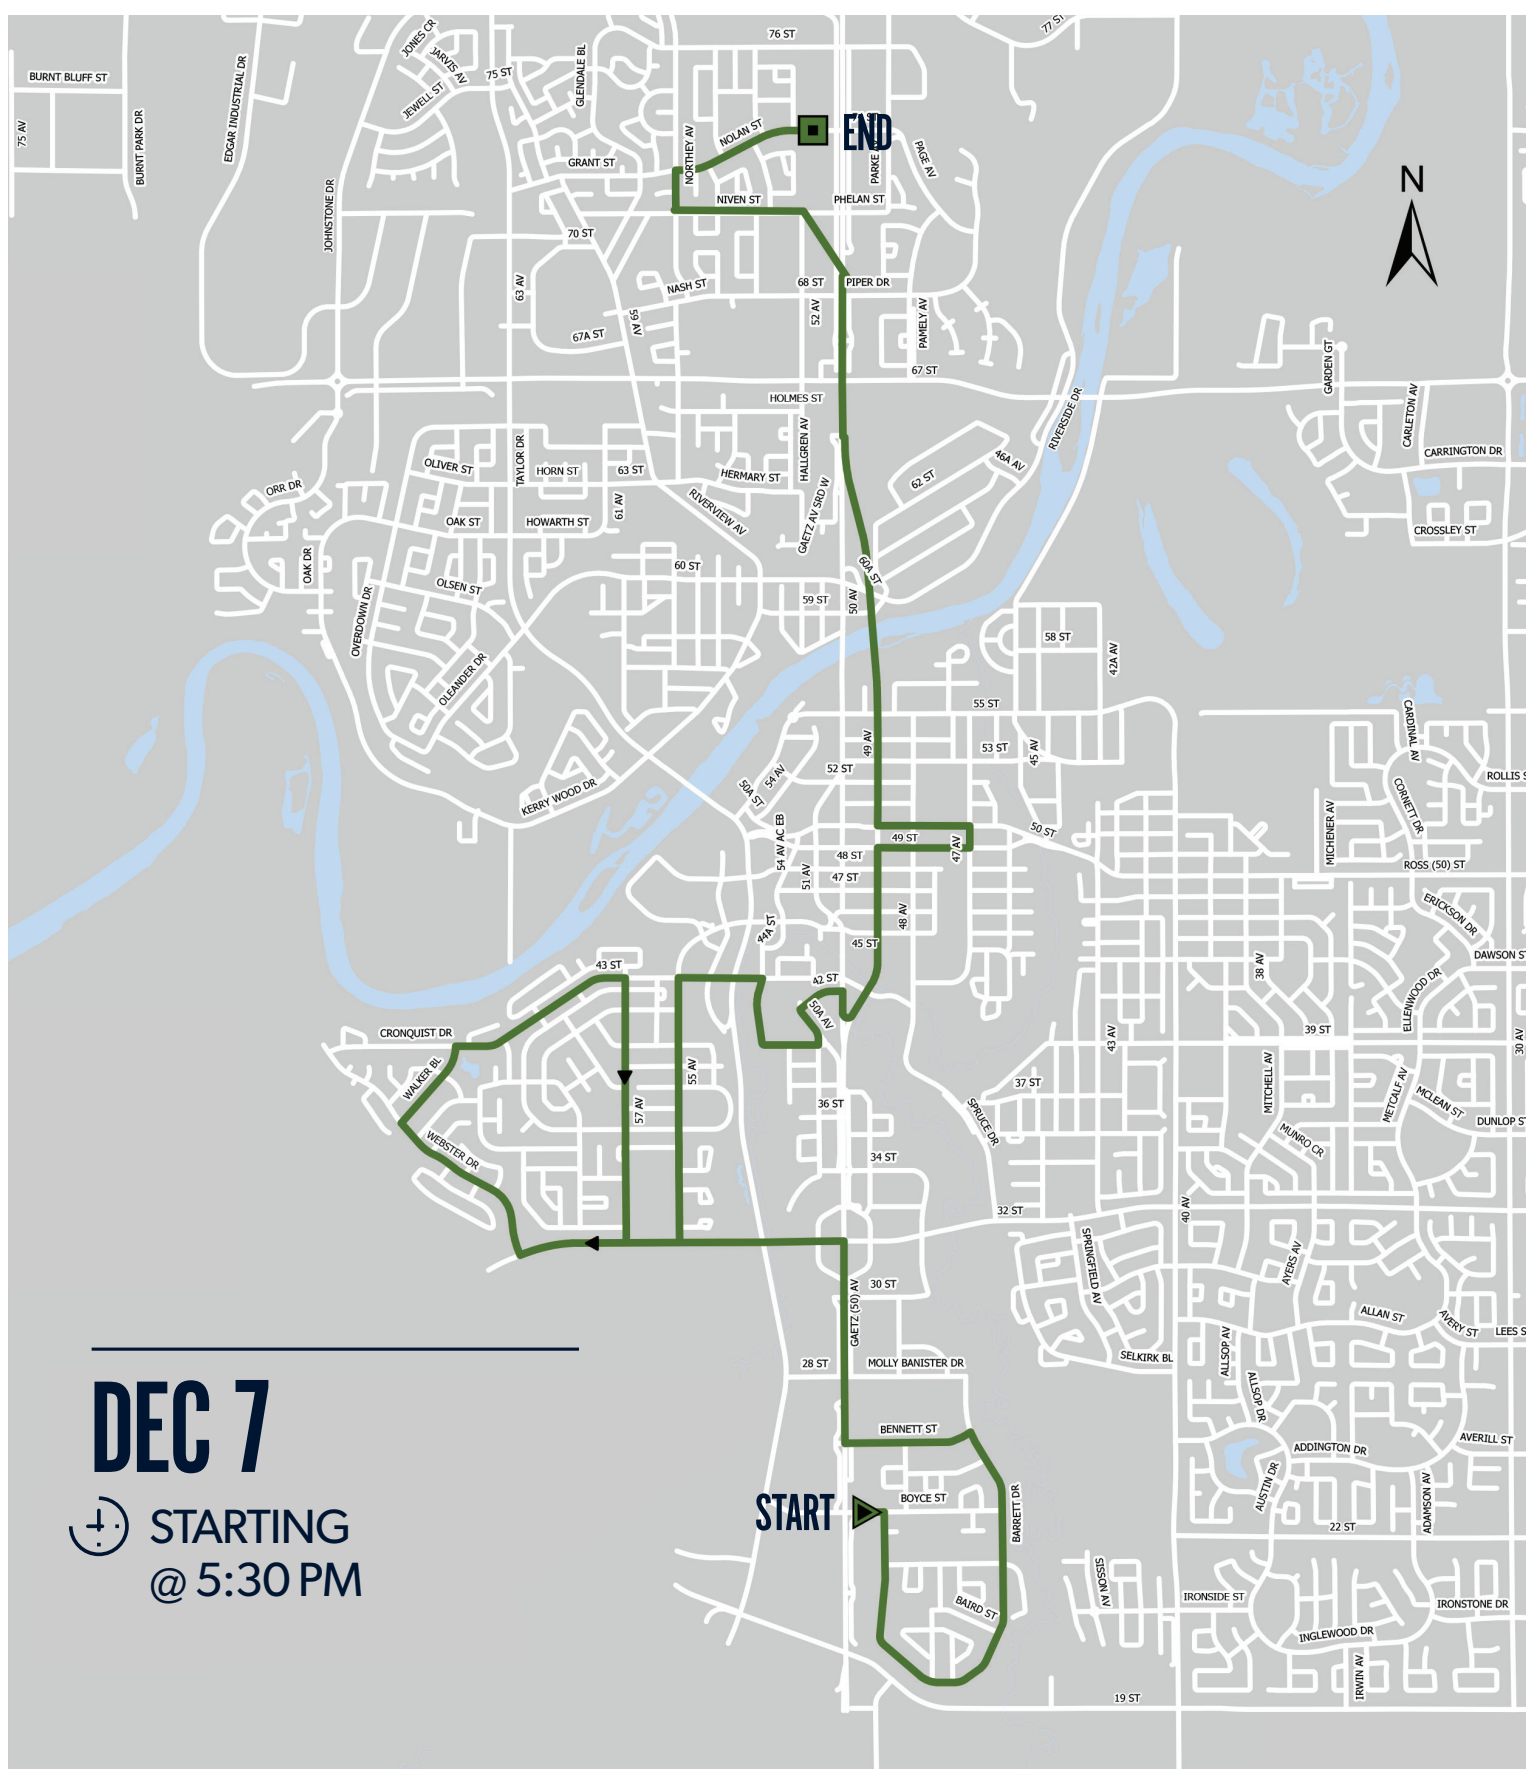 76 ST
77 ST
JONES CR
JARVIS AV
75 ST
GLENDALE BL
BURNT BLUFF ST
EDGAR INDUSTRIAL DR
JEWELL ST
75 AV
BURNT PARK DR
NOLAN ST
END
NORTHEY AV
PARKE AV
PAGE AV
GRANT ST
N
JOHNSTONE DR
NIVEN ST
PHELAN ST
70 ST
63 AV
NASH ST
68 ST
PIPER DR
52 AV
59 AV
PAMELY AV
67A ST
67 ST
GARDEN GT
HOLMES ST
RIVERSIDE DR
CARLETON AV
HALLGREN AV
TAYLOR DR
CARRINGTON DR
OLIVER ST
HORN ST
63 ST
HERMARY ST
46A AV
62 ST
ORR DR
61 AV
RIVERVIEW AV
GAETZ AV SRD W
OAK ST
HOWARTH ST
CROSSLEY ST
OAK DR
60 ST
60A ST
OLSEN ST
59 ST
50 AV
OVERDOWN DR
58 ST
42A AV
OLEANDER DR
55 ST
CARDINAL AV
49 AV
53 ST
45 AV
52 ST
54 AV
50A ST
ROLLIS S
KERRY WOOD DR
CORNETT DR
54 AV AC EB
MICHENER AV
49 ST
50 ST
47 AV
48 ST
ROSS (50) ST
51 AV
47 ST
ERICKSON DR
48 AV
44A ST
45 ST
DAWSON ST
43 ST
38 AV
42 ST
ELLENWOOD DR
50A AV
CRONQUIST DR
39 ST
43 AV
30 AV
WALKER BL
55 AV
37 ST
MITCHELL AV
METCALF AV
57 AV
36 ST
SPRUCE DR
MCLEAN ST
DUNLOP ST
WEBSTER DR
MUNRO CR
34 ST
32 ST
40 AV
SPRINGFIELD AV
AYERS AV
30 ST
GAETZ (50) AV
ALLAN ST
AVERY ST
LEES S
28 ST
MOLLY BANISTER DR
SELKIRK BL
ALLSOP AV
DEC 7
ALLSOP DR
BENNETT ST
ADDINGTON DR
AVERILL ST
AUSTIN DR
BOYCE ST
START
BARRETT DR
ADAMSON AV
STARTING
22 ST
@ 5:30 PM
SISSON AV
IRONSIDE ST
BAIRD ST
IRONSTONE DR
INGLEWOOD DR
IRWIN AV
19 ST